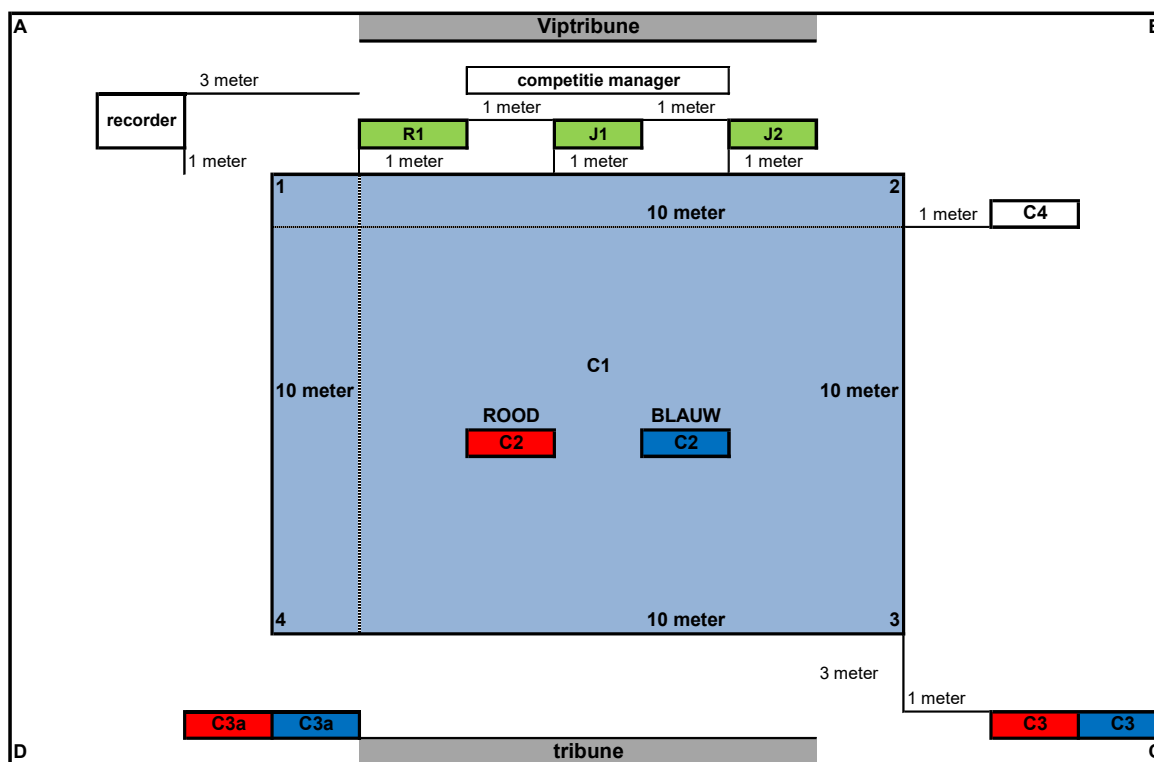 A
Viptribune
B
competitie manager
3 meter
recorder
1 meter
1 meter
R1
J1
J2
1 meter
1 meter
1 meter
1 meter
1
2
10 meter
1 meter
C4
C1
10 meter
10 meter
ROOD
BLAUW
C2
C2
4
10 meter
3
3 meter
1 meter
C3a
C3a
C3
C3
D
tribune
C